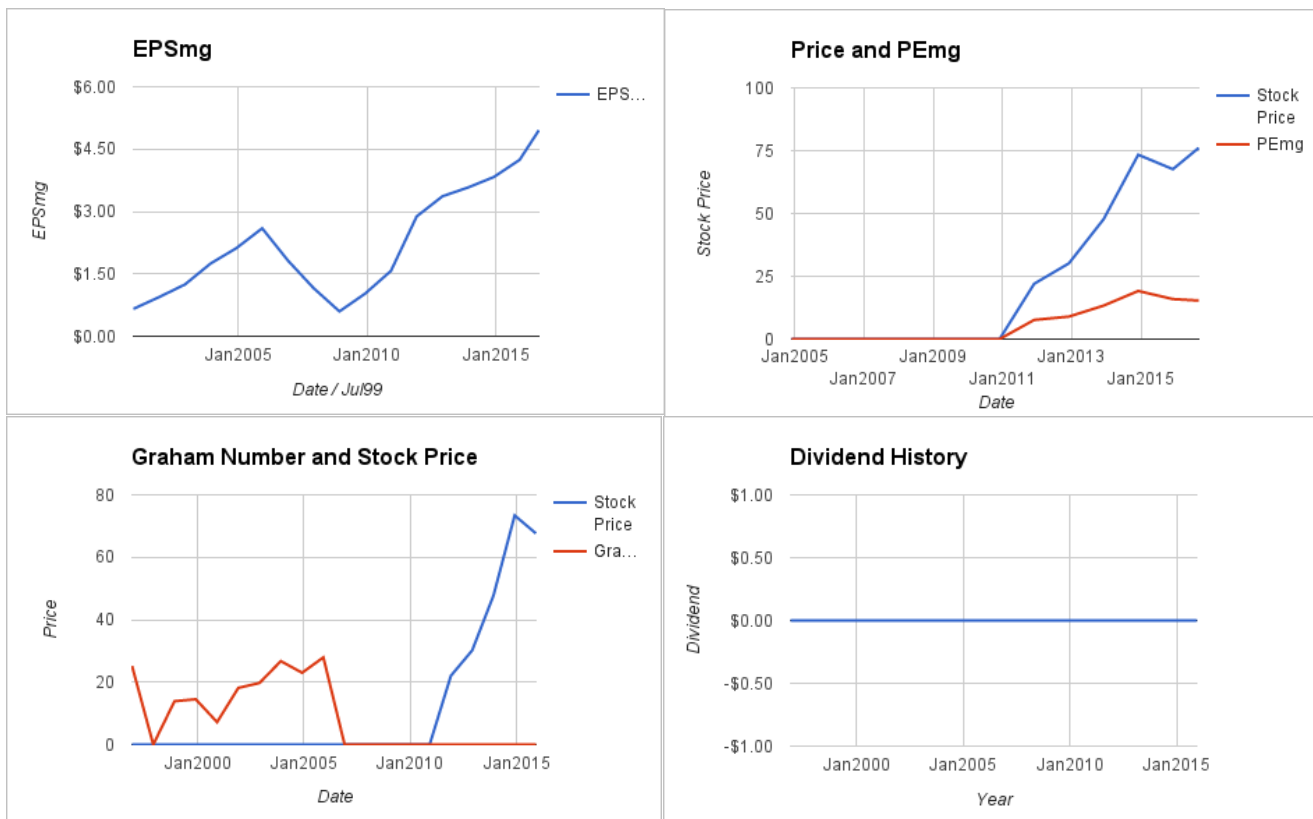 EPSmg
$6.00
$4.50
$3.00
$1.50
$0.00
EPSmg
EPS...
Jan2005
Jan2010
Jan2015
Date / Jul99
Price and PEmg
100
75
50
25
0
Stock Price
Stock
Price
PEmg
Jan2005
Jan2007
Jan2009
Jan2011
Jan2013
Jan2015
Date
Graham Number and Stock Price
80
60
40
20
0
Price
Stock
Price
Gra...
Jan2000
Jan2005
Jan2010
Jan2015
Date
Dividend History
$1.00
$0.50
$0.00
-$0.50
-$1.00
Dividend
Jan2000
Jan2005
Jan2010
Jan2015
Year